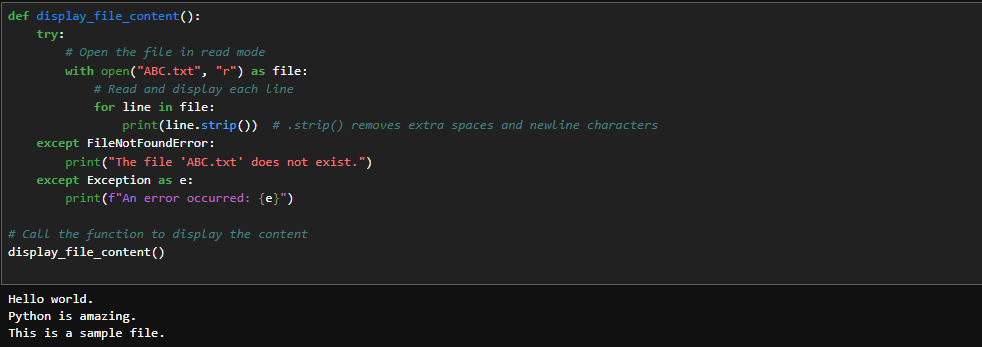 def display_file_content():
    try:
        # Open the file in read mode
        with open("ABC.txt", "r") as file:
            # Read and display each line
            for line in file:
                print(line.strip())  # .strip() removes extra spaces and newline characters
    except FileNotFoundError:
        print("The file 'ABC.txt' does not exist.")
    except Exception as e:
        print(f"An error occurred: {e}")

# Call the function to display the content
display_file_content()

Hello world.
Python is amazing.
This is a sample file.